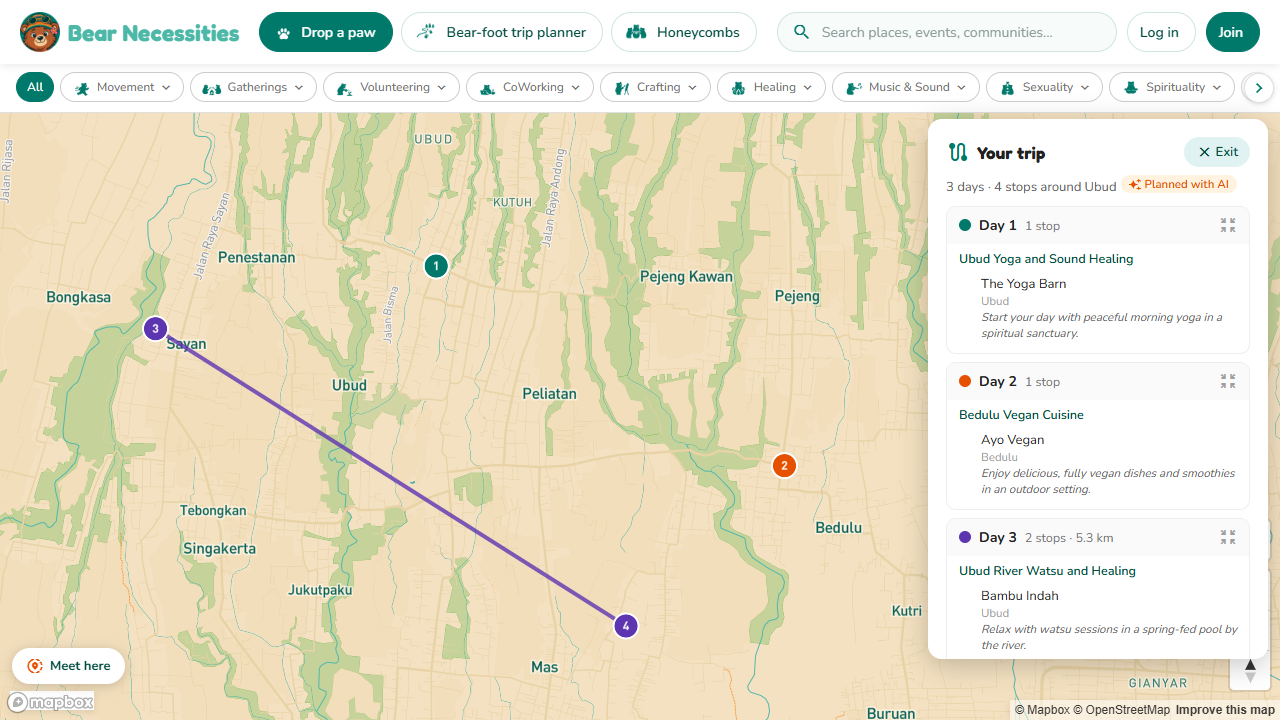 Bear Necessities
Drop a paw
Bear-foot trip planner
Honeycombs
Search places, events, communities...
Log in
Join
All
Movement
Gatherings
Volunteering
CoWorking
Crafting
Healing
Music & Sound
Sexuality
Spirituality
UBUD
Jalan Rijasa
Jalan Raya Sayan
Jalan Raya Andong
KUTUH
Penestanan
1
Pejeng Kawan
Pejeng
Bongkasa
Jalan Bisma
3
Sayan
Ubud
Peliatan
2
Tebongkan
Bedulu
Singakerta
Jukutpaku
Kutri
4
Mas
GIANYAR
Buruan
Meet here
mapbox
© Mapbox © OpenStreetMap Improve this map
Your trip
Exit
3 days · 4 stops around Ubud
Planned with AI
Day 1 1 stop
Ubud Yoga and Sound Healing
The Yoga Barn
Ubud
Start your day with peaceful morning yoga in a
spiritual sanctuary.
Day 2 1 stop
Bedulu Vegan Cuisine
Ayo Vegan
Bedulu
Enjoy delicious, fully vegan dishes and smoothies
in an outdoor setting.
Day 3 2 stops · 5.3 km
Ubud River Watsu and Healing
Bambu Indah
Ubud
Relax with watsu sessions in a spring-fed pool by
the river.